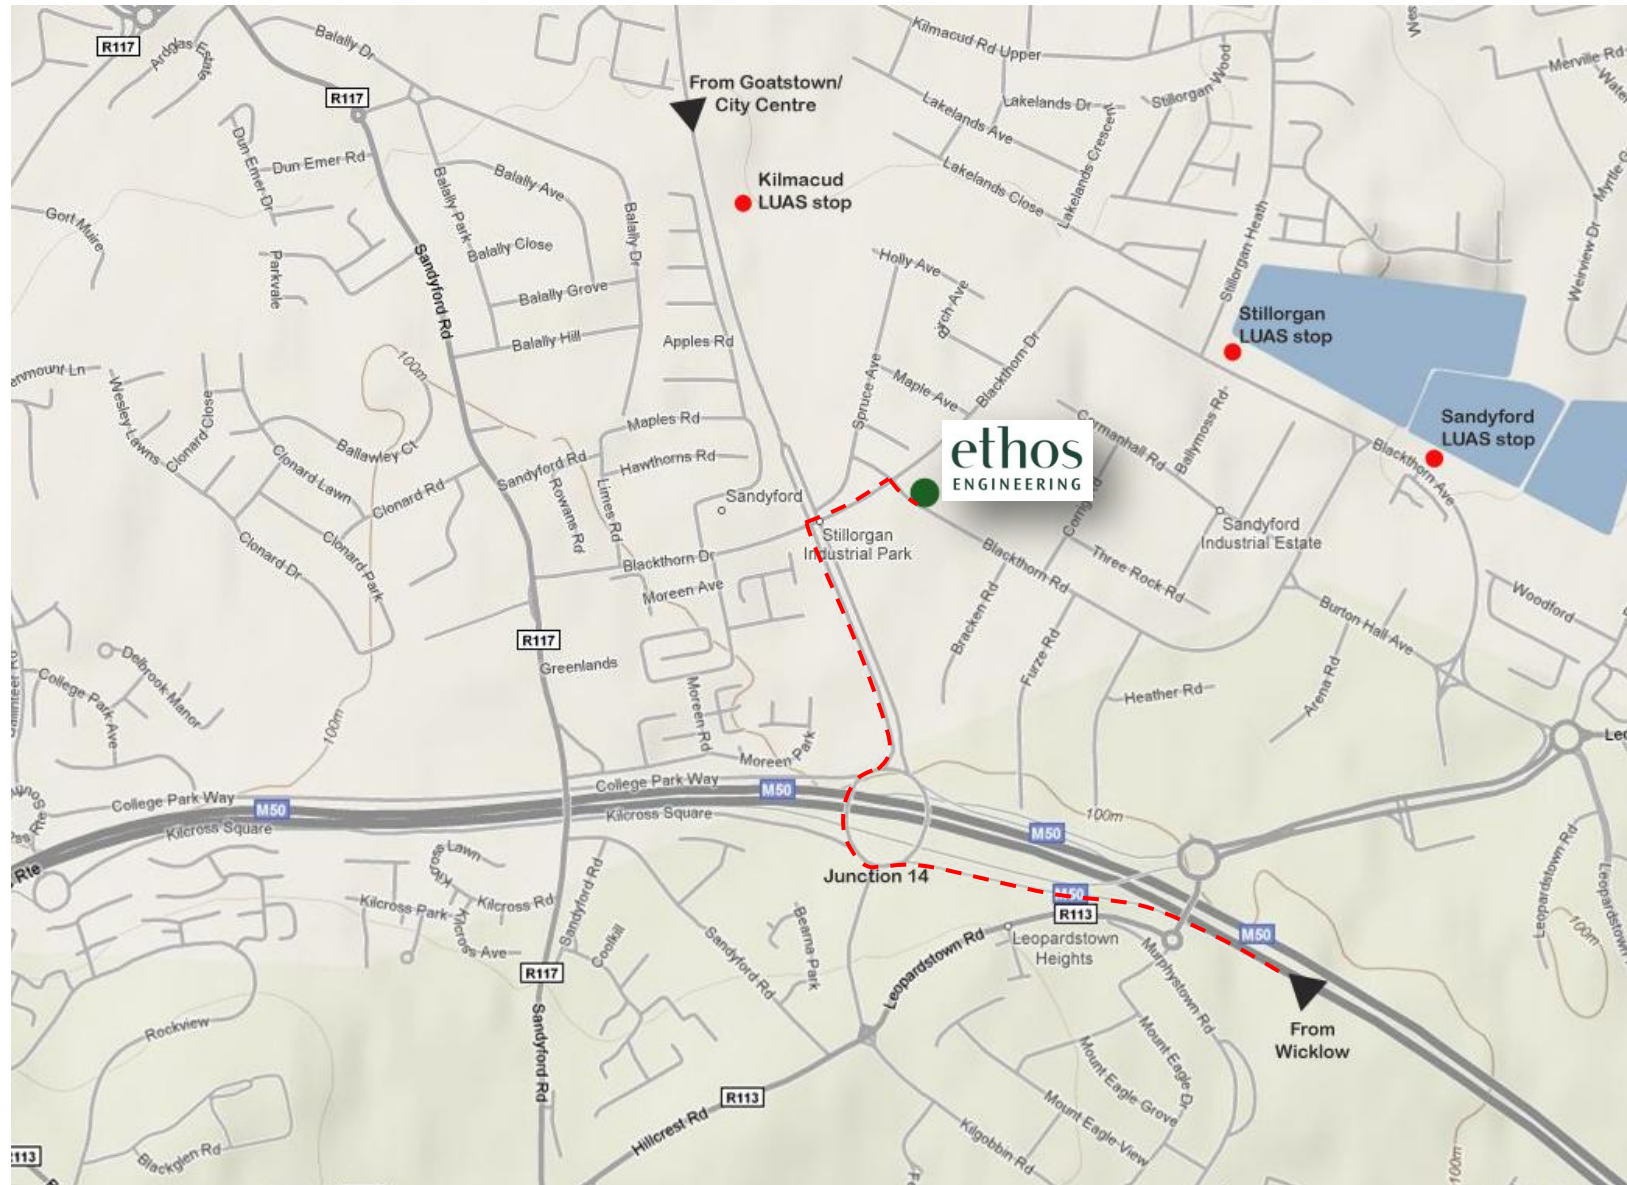 R117
Ardglas Estate
Balally Dr
R117
From Goatstown/
City Centre
Kilmacud Rd Upper
Lakelands Dr
Lakelands Ave
Lakelands Crescent
Stillorgan Wood
Merville Rd
Dun Emer Rd
Dun Emer Dr
Balally Park
Balally Ave
Balally Dr
Kilmacud
LUAS stop
Lakelands Close
Stillorgan Heath
Weirview Dr
Gort Muire
Parkvale
Sandyford Rd
Balally Close
Balally Grove
Balally Hill
Apples Rd
Holly Ave
Birch Ave
Blackthorn Dr
Stillorgan
LUAS stop
Wesley Lawns
Clonard Close
Ballawley Ct
100m
Maples Rd
Spruce Ave
Maple Ave
Ballymoss Rd
Sandyford
LUAS stop
ethos
ENGINEERING
Clonard Lawn
Clonard Rd
Sandyford Rd
Hawthorns Rd
Rowans Rd
Limes Rd
Sandyford
Blackthorn Ave
Clonard Dr
Clonard Park
Blackthorn Dr
Stillorgan
Industrial Park
Sandyford
Industrial Estate
Blackthorn Rd
Three Rock Rd
Moreen Ave
Bracken Rd
Furze Rd
Burton Hall Ave
Woodford
R117
Greenlands
Delbrook Manor
College Park Ave
100m
Moreen Rd
Moreen Park
Heather Rd
Arena Rd
College Park Way
M50
Kilcross Square
College Park Way
M50
Kilcross Square
M50
100m
Rte
Junction 14
M50
R113
M50
Kilcross Lawn
Kilcross Park
Kilcross Rd
Kilcross Ave
Sandyford Rd
Coolkill
Sandyford Rd
Bearna Park
Leopardstown Rd
Leopardstown
Heights
Murphystown Rd
Leopardstown Rd
100m
R117
Sandyford Rd
From
Wicklow
Rockview
Mount Eagle Dr
Mount Eagle Grove
Mount Eagle View
R113
Hillcrest Rd
Kilgobbin Rd
Blackglen Rd
100m